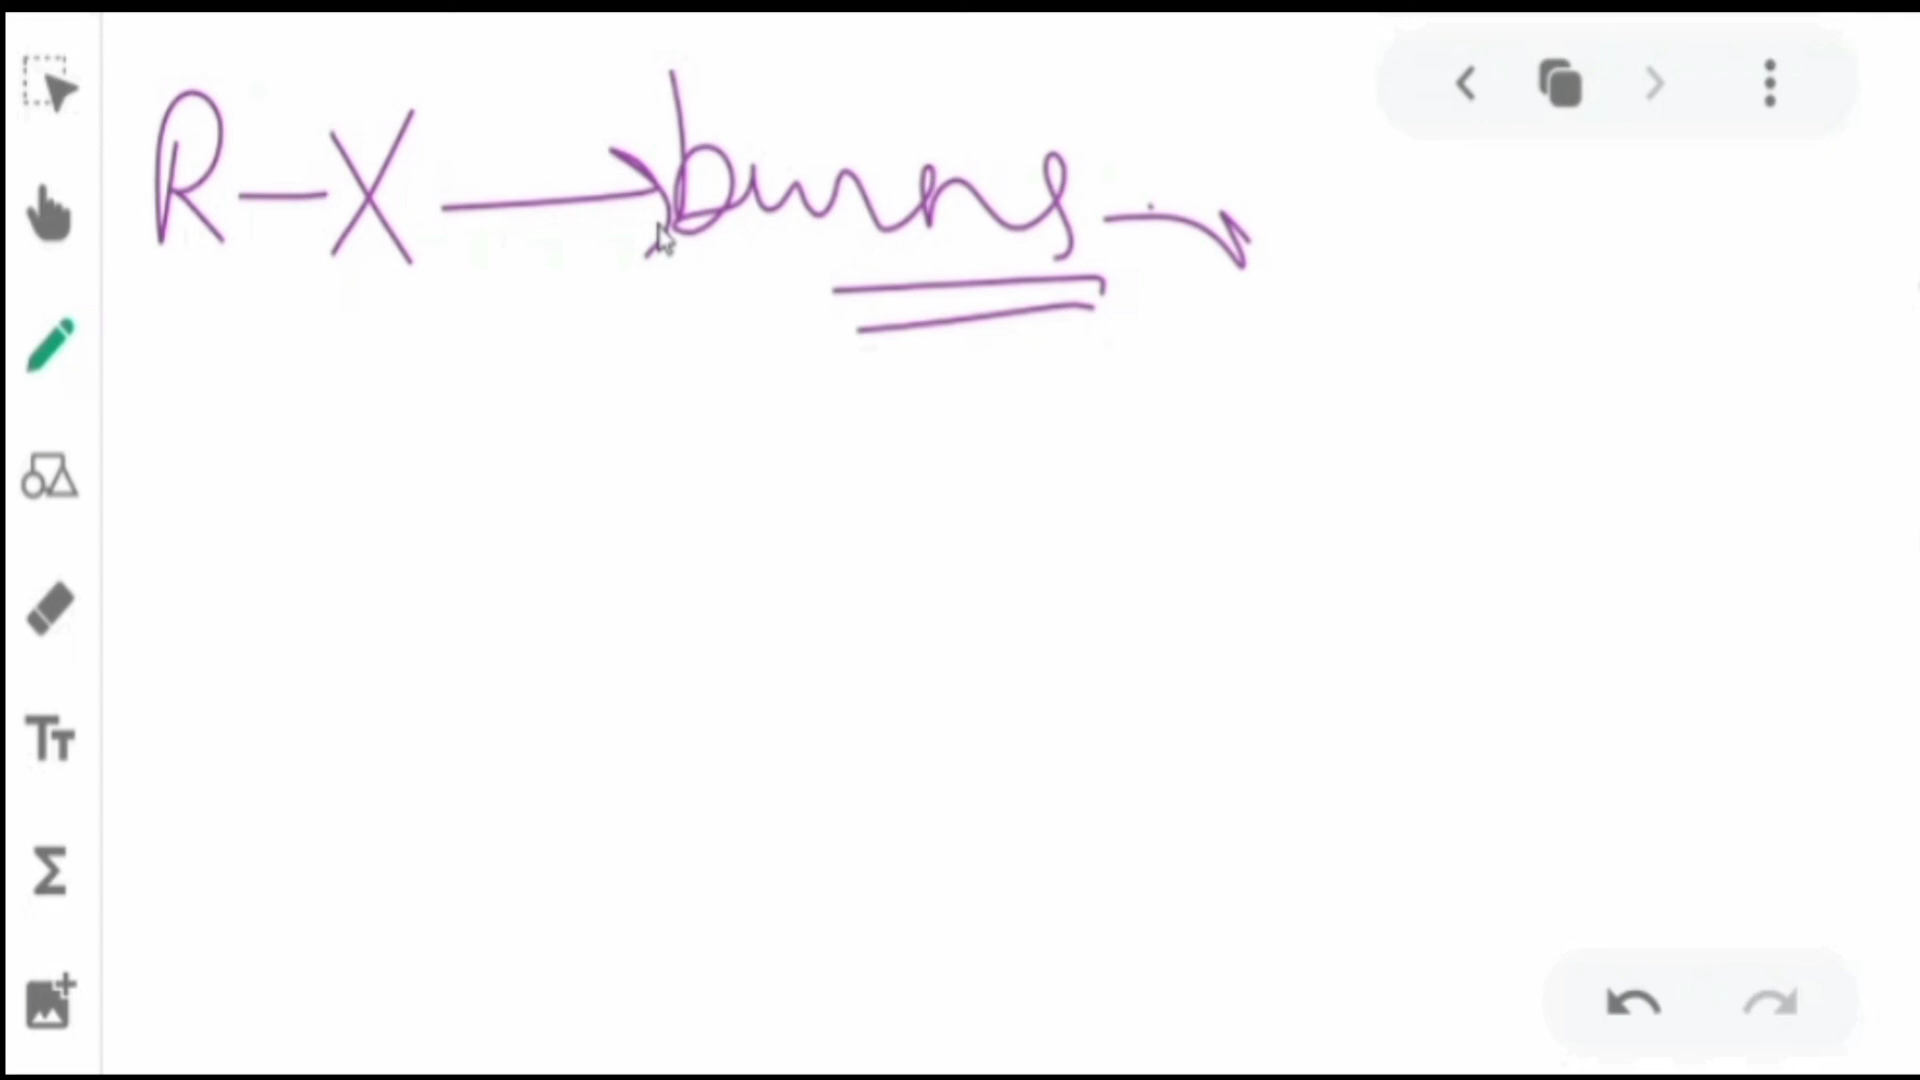 R-X → burns →